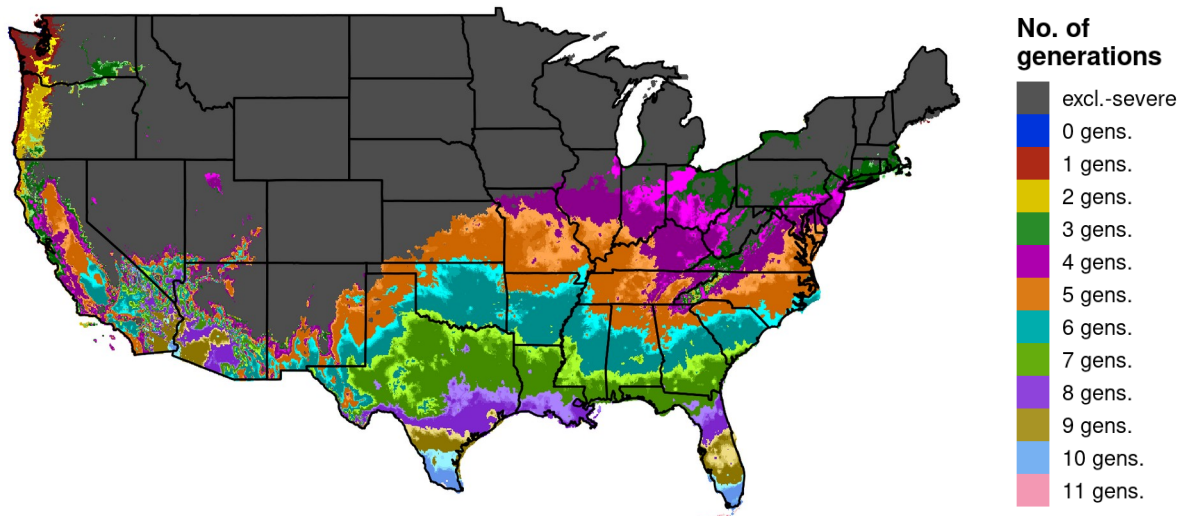 No. of
generations
excl.-severe
0 gens.
1 gens.
2 gens.
3 gens.
4 gens.
5 gens.
6 gens.
7 gens.
8 gens.
9 gens.
10 gens.
11 gens.